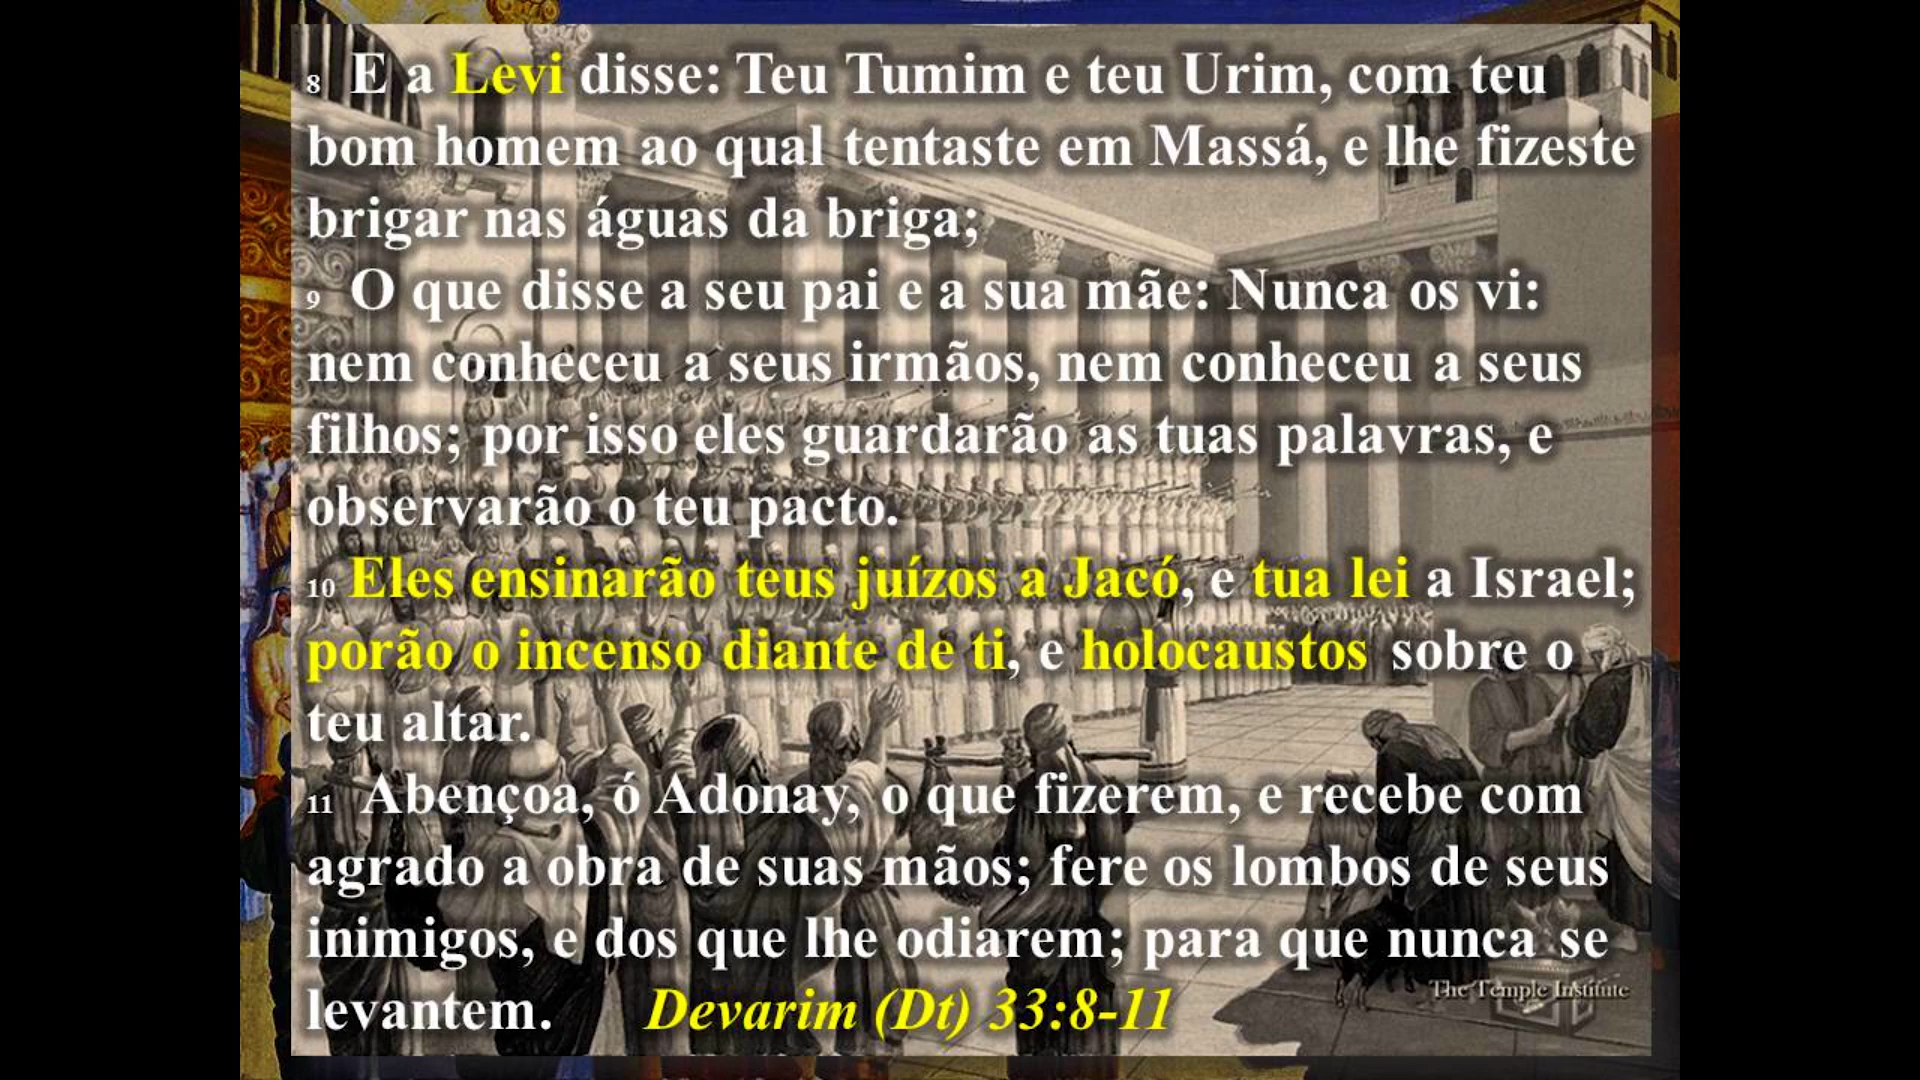 8 E a Levi disse: Teu Tumim e teu Urim, com teu
bom homem ao qual tentaste em Massá, e lhe fizeste
brigar nas águas da briga;
9 O que disse a seu pai e a sua mãe: Nunca os vi:
nem conheceu a seus irmãos, nem conheceu a seus
filhos; por isso eles guardarão as tuas palavras, e
observarão o teu pacto.
10 Eles ensinarão teus juízos a Jacó, e tua lei a Israel;
porão o incenso diante de ti, e holocaustos sobre o
teu altar.
11 Abençoa, ó Adonay, o que fizerem, e recebe com
agrado a obra de suas mãos; fere os lombos de seus
inimigos, e dos que lhe odiarem; para que nunca se
levantem. Devarim (Dt) 33:8-11
The Temple Institute